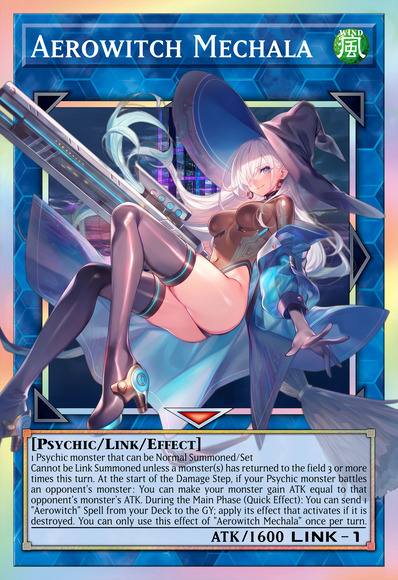 AEROWITCH MECHALA
WIND
風
[PSYCHIC/LINK/EFFECT]
1 Psychic monster that can be Normal Summoned/Set
Cannot be Link Summoned unless a monster(s) has returned to the field 3 or more
times this turn. At the start of the Damage Step, if your Psychic monster battles
an opponent's monster: You can make your monster gain ATK equal to that
opponent's monster's ATK. During the Main Phase (Quick Effect): You can send 1
"Aerowitch" Spell from your Deck to the GY; apply its effect that activates if it is
destroyed. You can only use this effect of "Aerowitch Mechala" once per turn.
ATK/1600 LINK-1